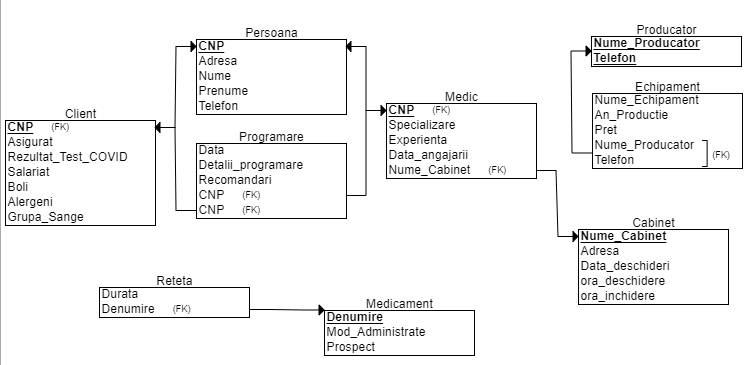 Persoana
CNP
Adresa
Nume
Prenume
Telefon
Producator
Nume_Producator
Telefon
Echipament
Nume_Echipament
An_Productie
Pret
Nume_Producator
Telefon
(FK)
Client
CNP (FK)
Asigurat
Rezultat_Test_COVID
Salariat
Boli
Alergeni
Grupa_Sange
Medic
CNP (FK)
Specializare
Experienta
Data_angajarii
Nume_Cabinet (FK)
Programare
Data
Detalii_programare
Recomandari
CNP (FK)
CNP (FK)
Cabinet
Nume_Cabinet
Adresa
Data_deschideri
ora_deschidere
ora_inchidere
Reteta
Durata
Denumire (FK)
Medicament
Denumire
Mod_Administrate
Prospect